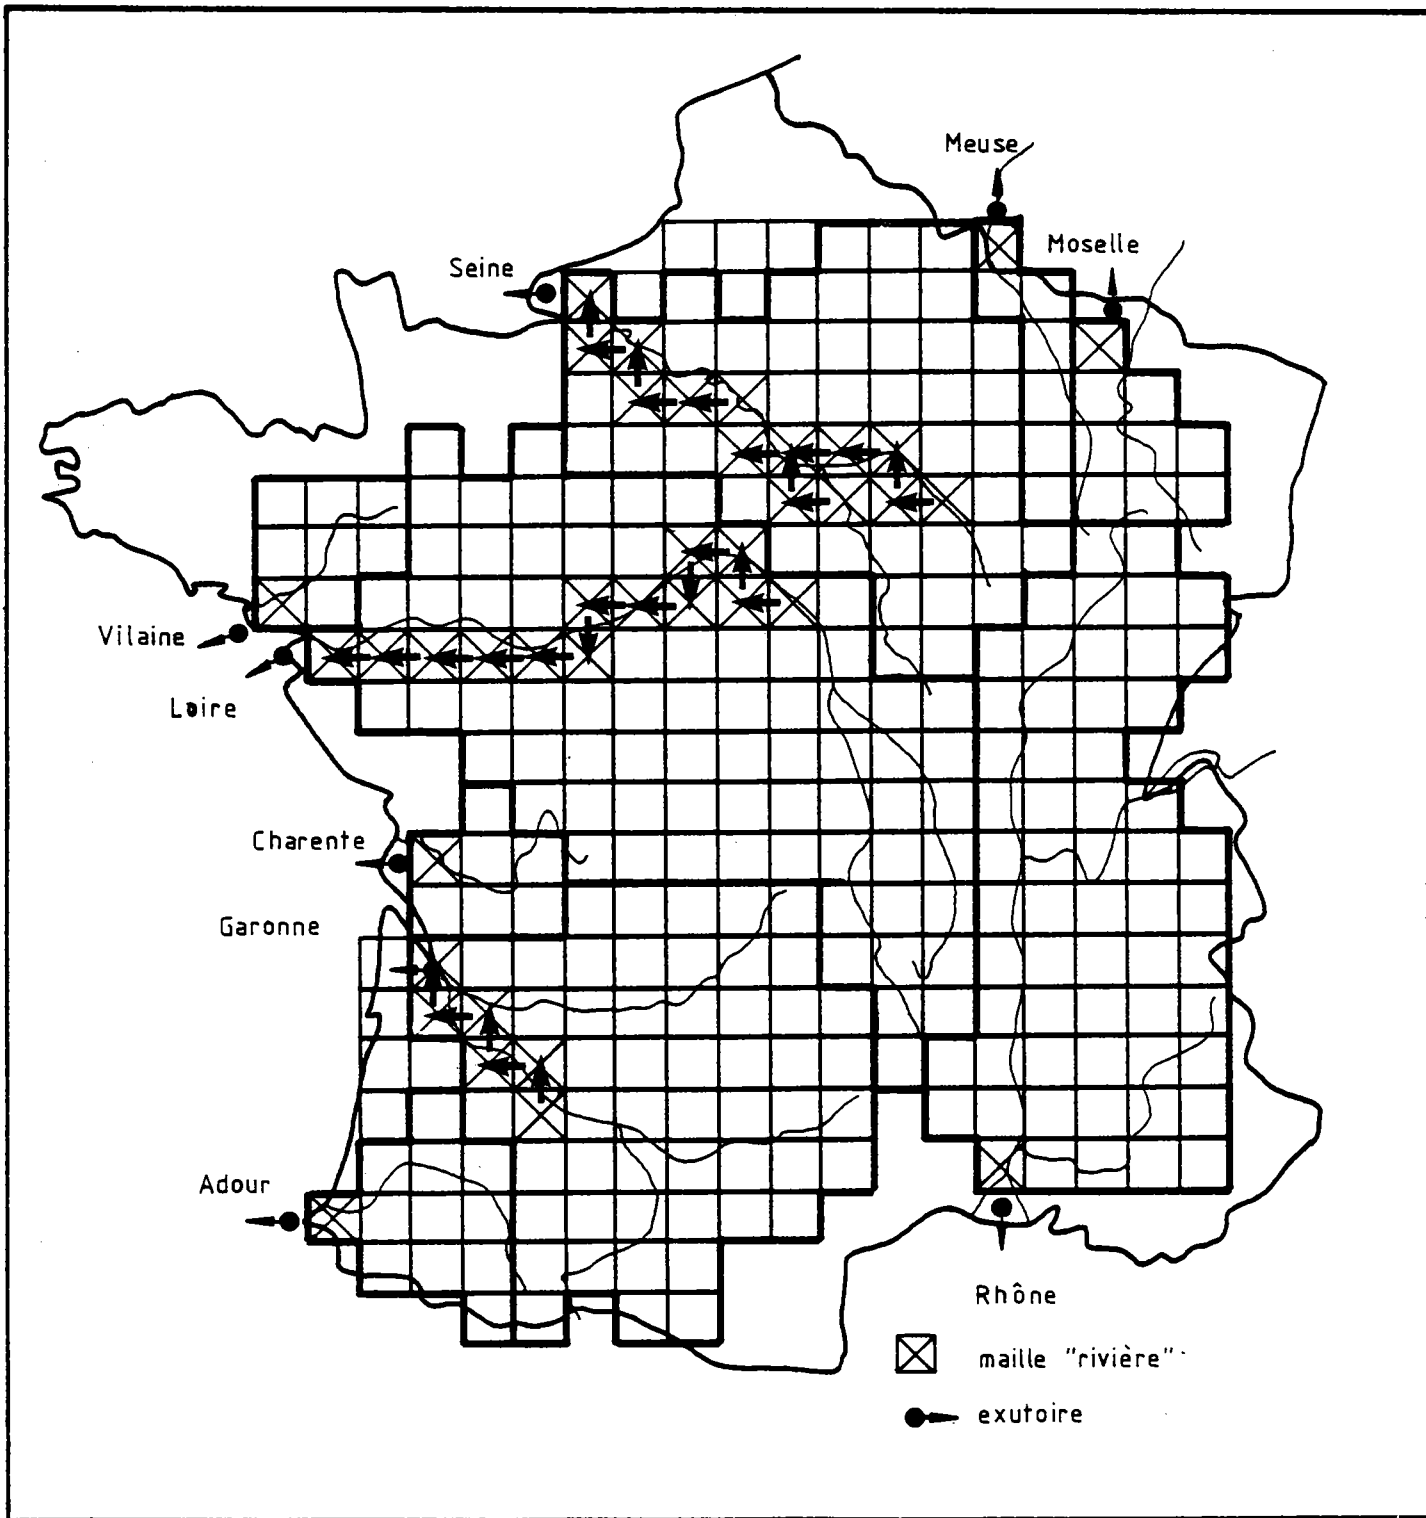 Meuse
Moselle
Seine
Vilaine
Loire
Charente
Garonne
Adour
Rhône
maille "rivière"
exutoire